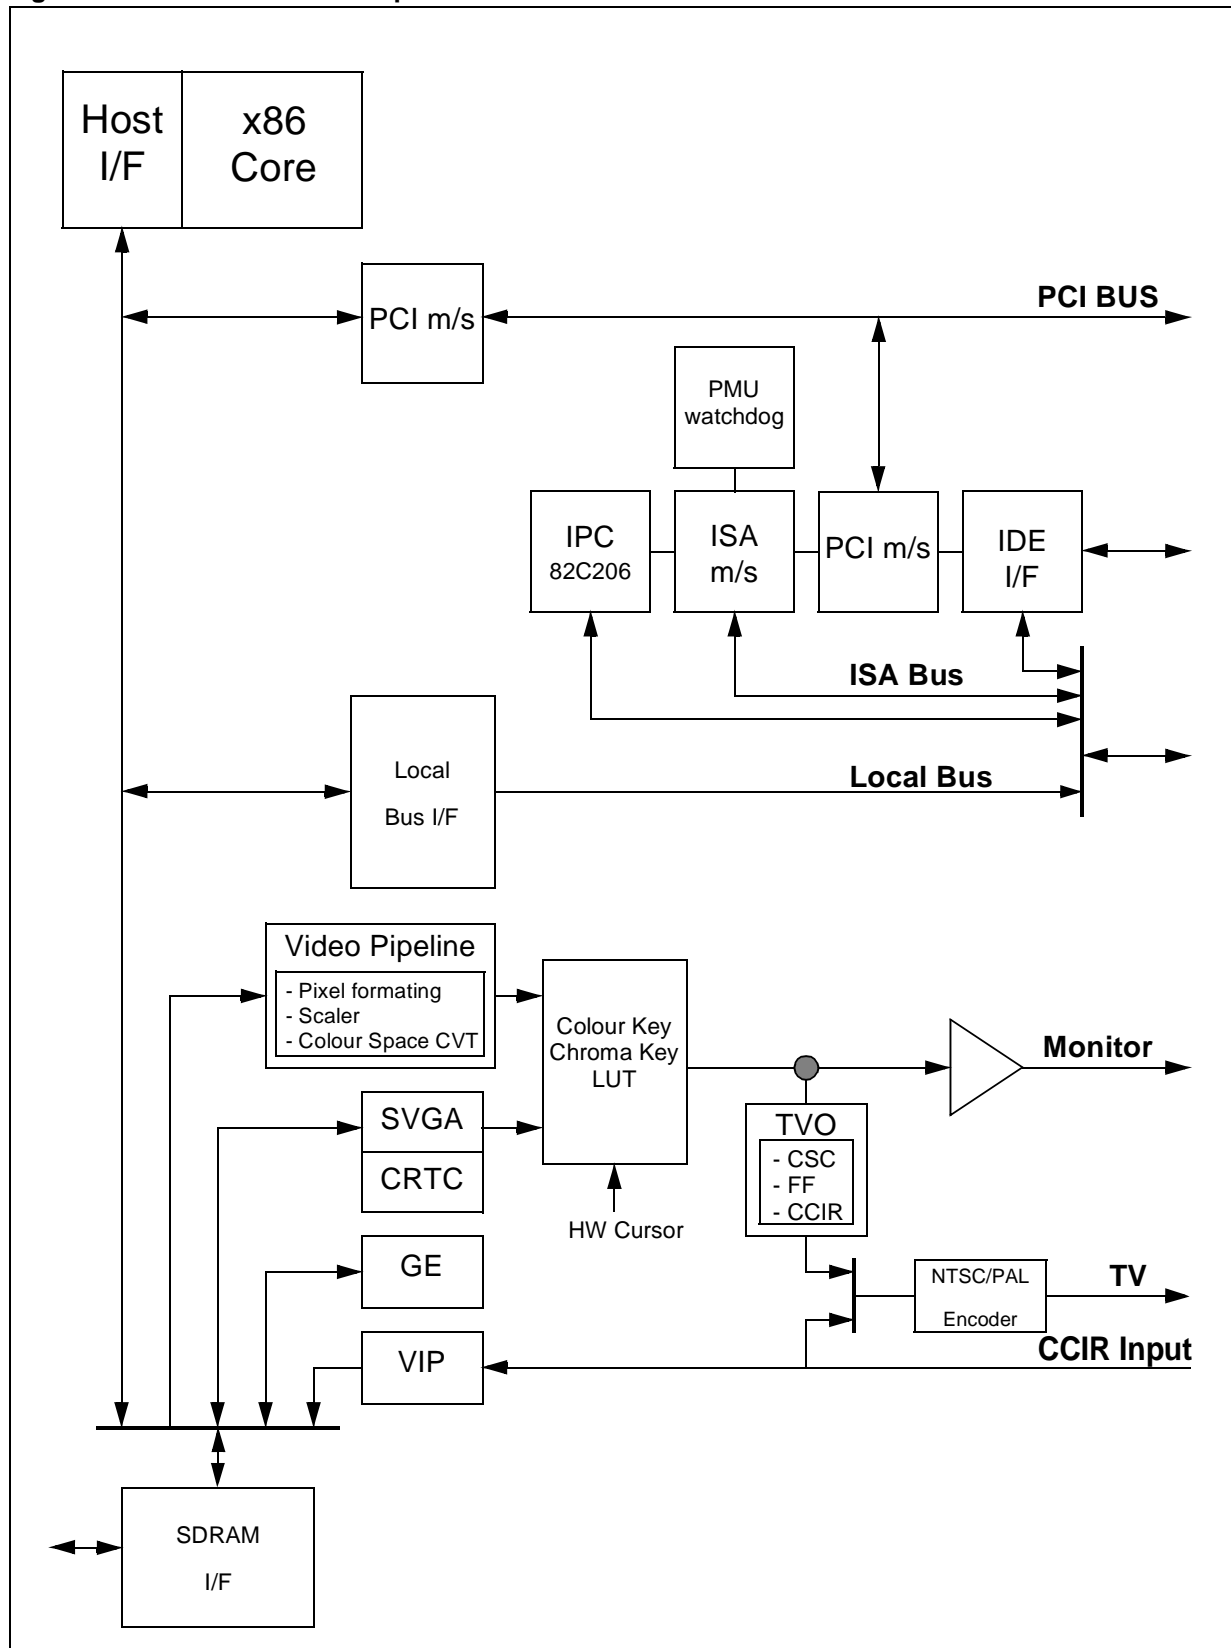 Host
I/F
x86
Core
PCI m/s
PCI BUS
PMU
watchdog
IPC
82C206
ISA
m/s
PCI m/s
IDE
I/F
ISA Bus
Local
Bus I/F
Local Bus
Video Pipeline
- Pixel formating
- Scaler
- Colour Space CVT
Colour Key
Chroma Key
LUT
Monitor
SVGA
CRTC
TVO
- CSC
- FF
- CCIR
HW Cursor
GE
NTSC/PAL
Encoder
TV
VIP
CCIR Input
SDRAM
I/F